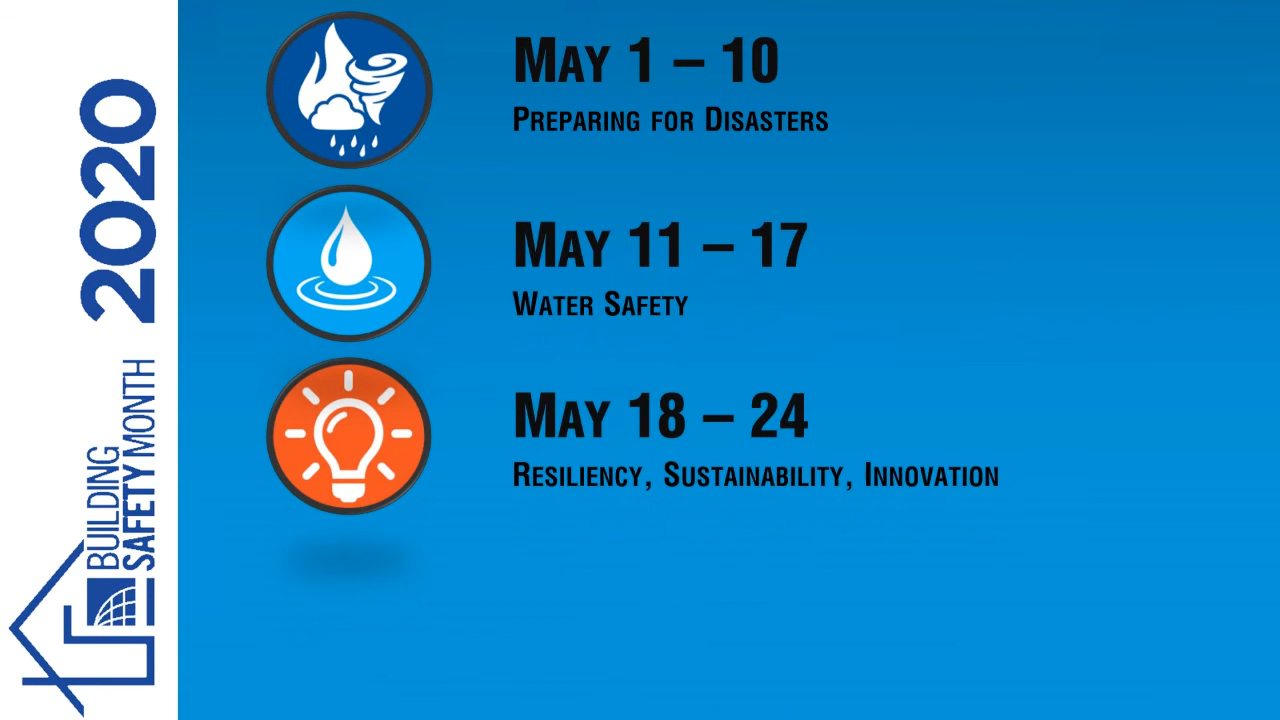 2020
BUILDING
SAFETY MONTH
MAY 1 – 10
PREPARING FOR DISASTERS
MAY 11 – 17
WATER SAFETY
MAY 18 – 24
RESILIENCY, SUSTAINABILITY, INNOVATION